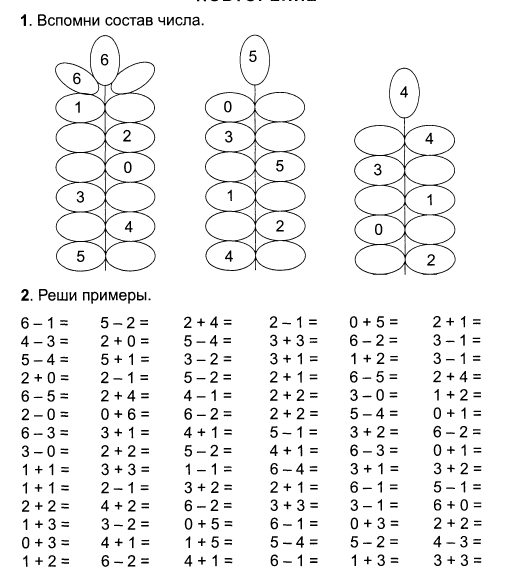 1. Вспомни состав числа.
6 5
6 4
1 0
2 3 4
0 5 3
3 1 1
4 2 0
5 4 2
2. Реши примеры.
6 – 1 = 5 – 2 = 2 + 4 = 2 – 1 = 0 + 5 = 2 + 1 =
4 – 3 = 2 + 0 = 5 – 4 = 3 + 3 = 6 – 2 = 3 – 1 =
5 – 4 = 5 + 1 = 3 – 2 = 3 + 1 = 1 + 2 = 3 – 1 =
2 + 0 = 2 – 1 = 5 – 2 = 2 + 1 = 6 – 5 = 2 + 4 =
6 – 5 = 2 + 4 = 4 – 1 = 2 + 2 = 3 – 0 = 1 + 2 =
2 – 0 = 0 + 6 = 6 – 2 = 2 + 2 = 5 – 4 = 0 + 1 =
6 – 3 = 3 + 1 = 4 + 1 = 5 – 1 = 3 + 2 = 6 – 2 =
3 – 0 = 2 + 2 = 5 – 2 = 4 + 1 = 6 – 3 = 0 + 1 =
1 + 1 = 3 + 3 = 1 – 1 = 6 – 4 = 3 + 1 = 3 + 2 =
1 + 1 = 2 – 1 = 3 + 2 = 2 + 1 = 6 – 1 = 5 – 1 =
2 + 2 = 4 + 2 = 6 – 2 = 3 + 3 = 3 – 1 = 6 + 0 =
1 + 3 = 3 – 2 = 0 + 5 = 6 – 1 = 0 + 3 = 2 + 2 =
0 + 3 = 4 + 1 = 1 + 5 = 5 – 4 = 5 – 2 = 4 – 3 =
1 + 2 = 6 – 2 = 4 + 1 = 6 – 1 = 1 + 3 = 3 + 3 =